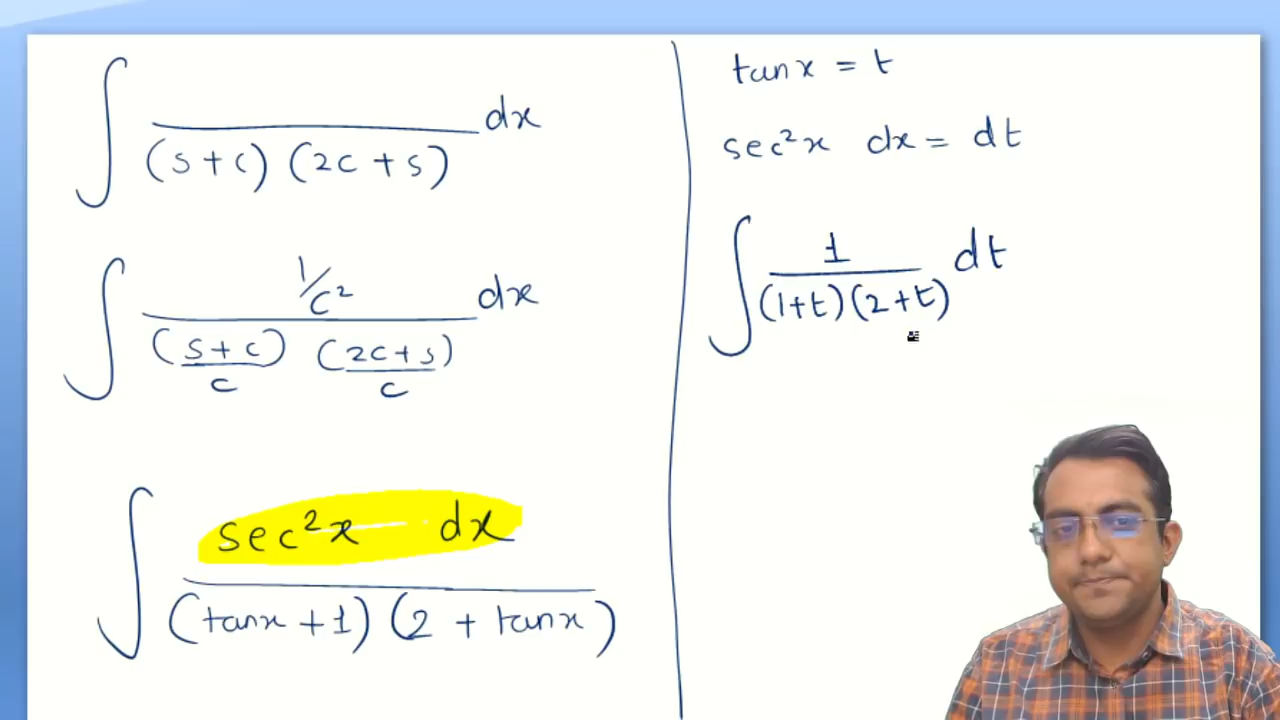 ∫ ─── dx
(s+c) (2c+s)
∫ 1/c² dx
(s+c) (2c+s)
c c
∫ sec²x dx
(tanx+1) (2 + tanx)
tanx = t
sec²x dx = dt
∫ 1 dt
(1+t)(2+t)